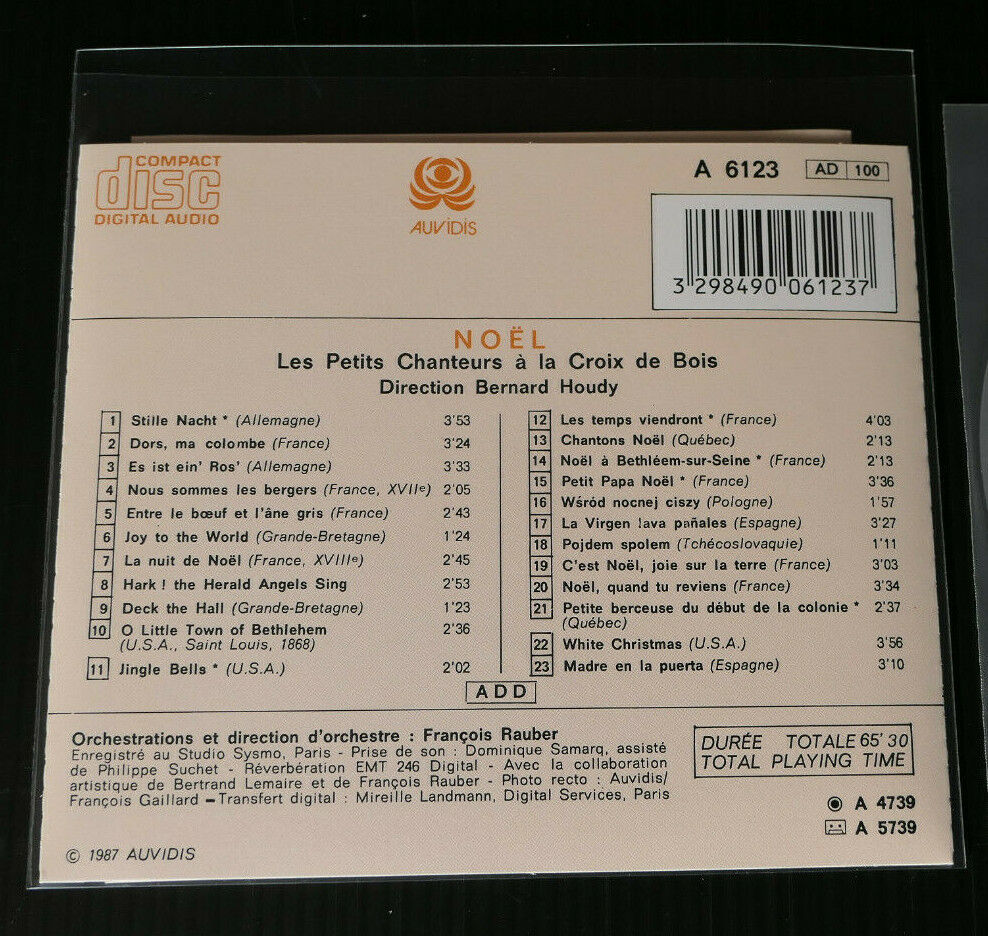 COMPACT
disc
DIGITAL AUDIO
AUVIDIS
A 6123
AD 100
3 298490 061237
NOËL
Les Petits Chanteurs à la Croix de Bois
Direction Bernard Houdy
1 Stille Nacht * (Allemagne) 3'53
2 Dors, ma colombe (France) 3'24
3 Es ist ein' Ros' (Allemagne) 3'33
4 Nous sommes les bergers (France, XVIIe) 2'05
5 Entre le bœuf et l'âne gris (France) 2'43
6 Joy to the World (Grande-Bretagne) 1'24
7 La nuit de Noël (France, XVIIIe) 2'45
8 Hark ! the Herald Angels Sing 2'53
9 Deck the Hall (Grande-Bretagne) 1'23
10 O Little Town of Bethlehem 2'36
(U.S.A., Saint Louis, 1868)
11 Jingle Bells * (U.S.A.) 2'02
12 Les temps viendront * (France) 4'03
13 Chantons Noël (Québec) 2'13
14 Noël à Bethléem-sur-Seine * (France) 2'13
15 Petit Papa Noël * (France) 3'36
16 Wśród nocnej ciszy (Pologne) 1'57
17 La Virgen lava pañales (Espagne) 3'27
18 Pojdem spolem (Tchécoslovaquie) 1'11
19 C'est Noël, joie sur la terre (France) 3'03
20 Noël, quand tu reviens (France) 3'34
21 Petite berceuse du début de la colonie * 2'37
(Québec)
22 White Christmas (U.S.A.) 3'56
23 Madre en la puerta (Espagne) 3'10
ADD
Orchestrations et direction d'orchestre : François Rauber
Enregistré au Studio Sysmo, Paris - Prise de son : Dominique Samarq, assisté
de Philippe Suchet - Réverbération EMT 246 Digital - Avec la collaboration
artistique de Bertrand Lemaire et de François Rauber - Photo recto : Auvidis/
François Gaillard – Transfert digital : Mireille Landmann, Digital Services, Paris
DURÉE TOTALE 65'30
TOTAL PLAYING TIME
A 4739
A 5739
© 1987 AUVIDIS